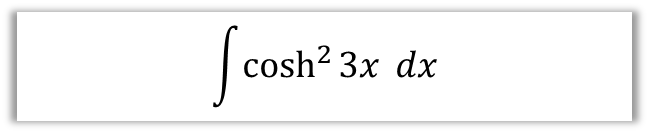 ∫ cosh² 3x dx